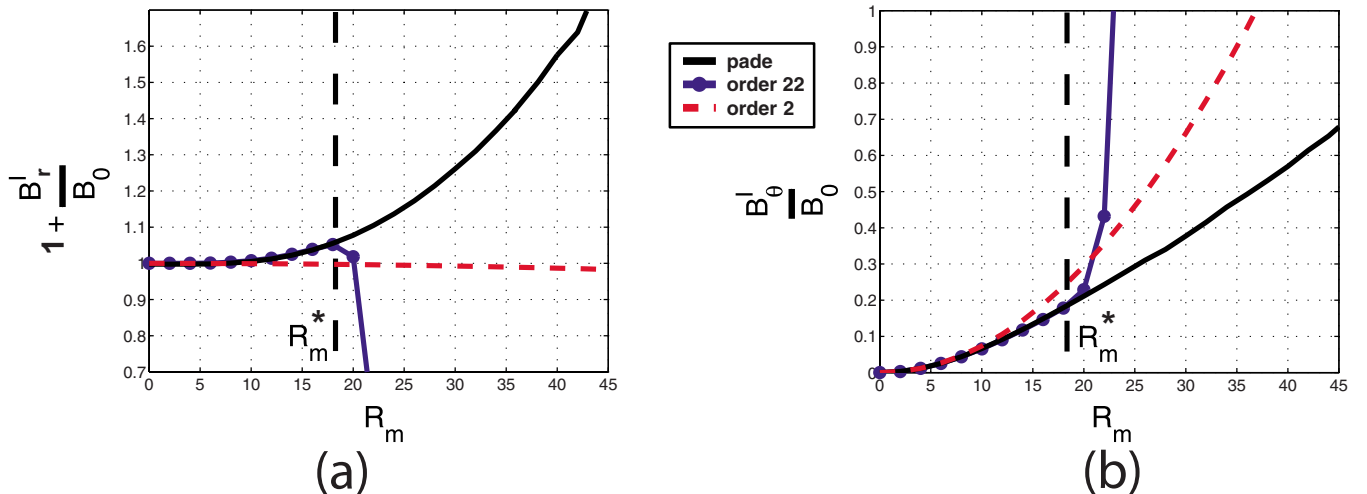 1.6
1.5
1.4
1.3
1.2
1.1
1
0.9
0.8
0.7
1 + B_r^I / B_0
R_m^*
0 5 10 15 20 25 30 35 40 45
R_m
(a)
pade
order 22
order 2
1
0.9
0.8
0.7
0.6
0.5
0.4
0.3
0.2
0.1
0
B_θ^I / B_0
R_m^*
0 5 10 15 20 25 30 35 40 45
R_m
(b)